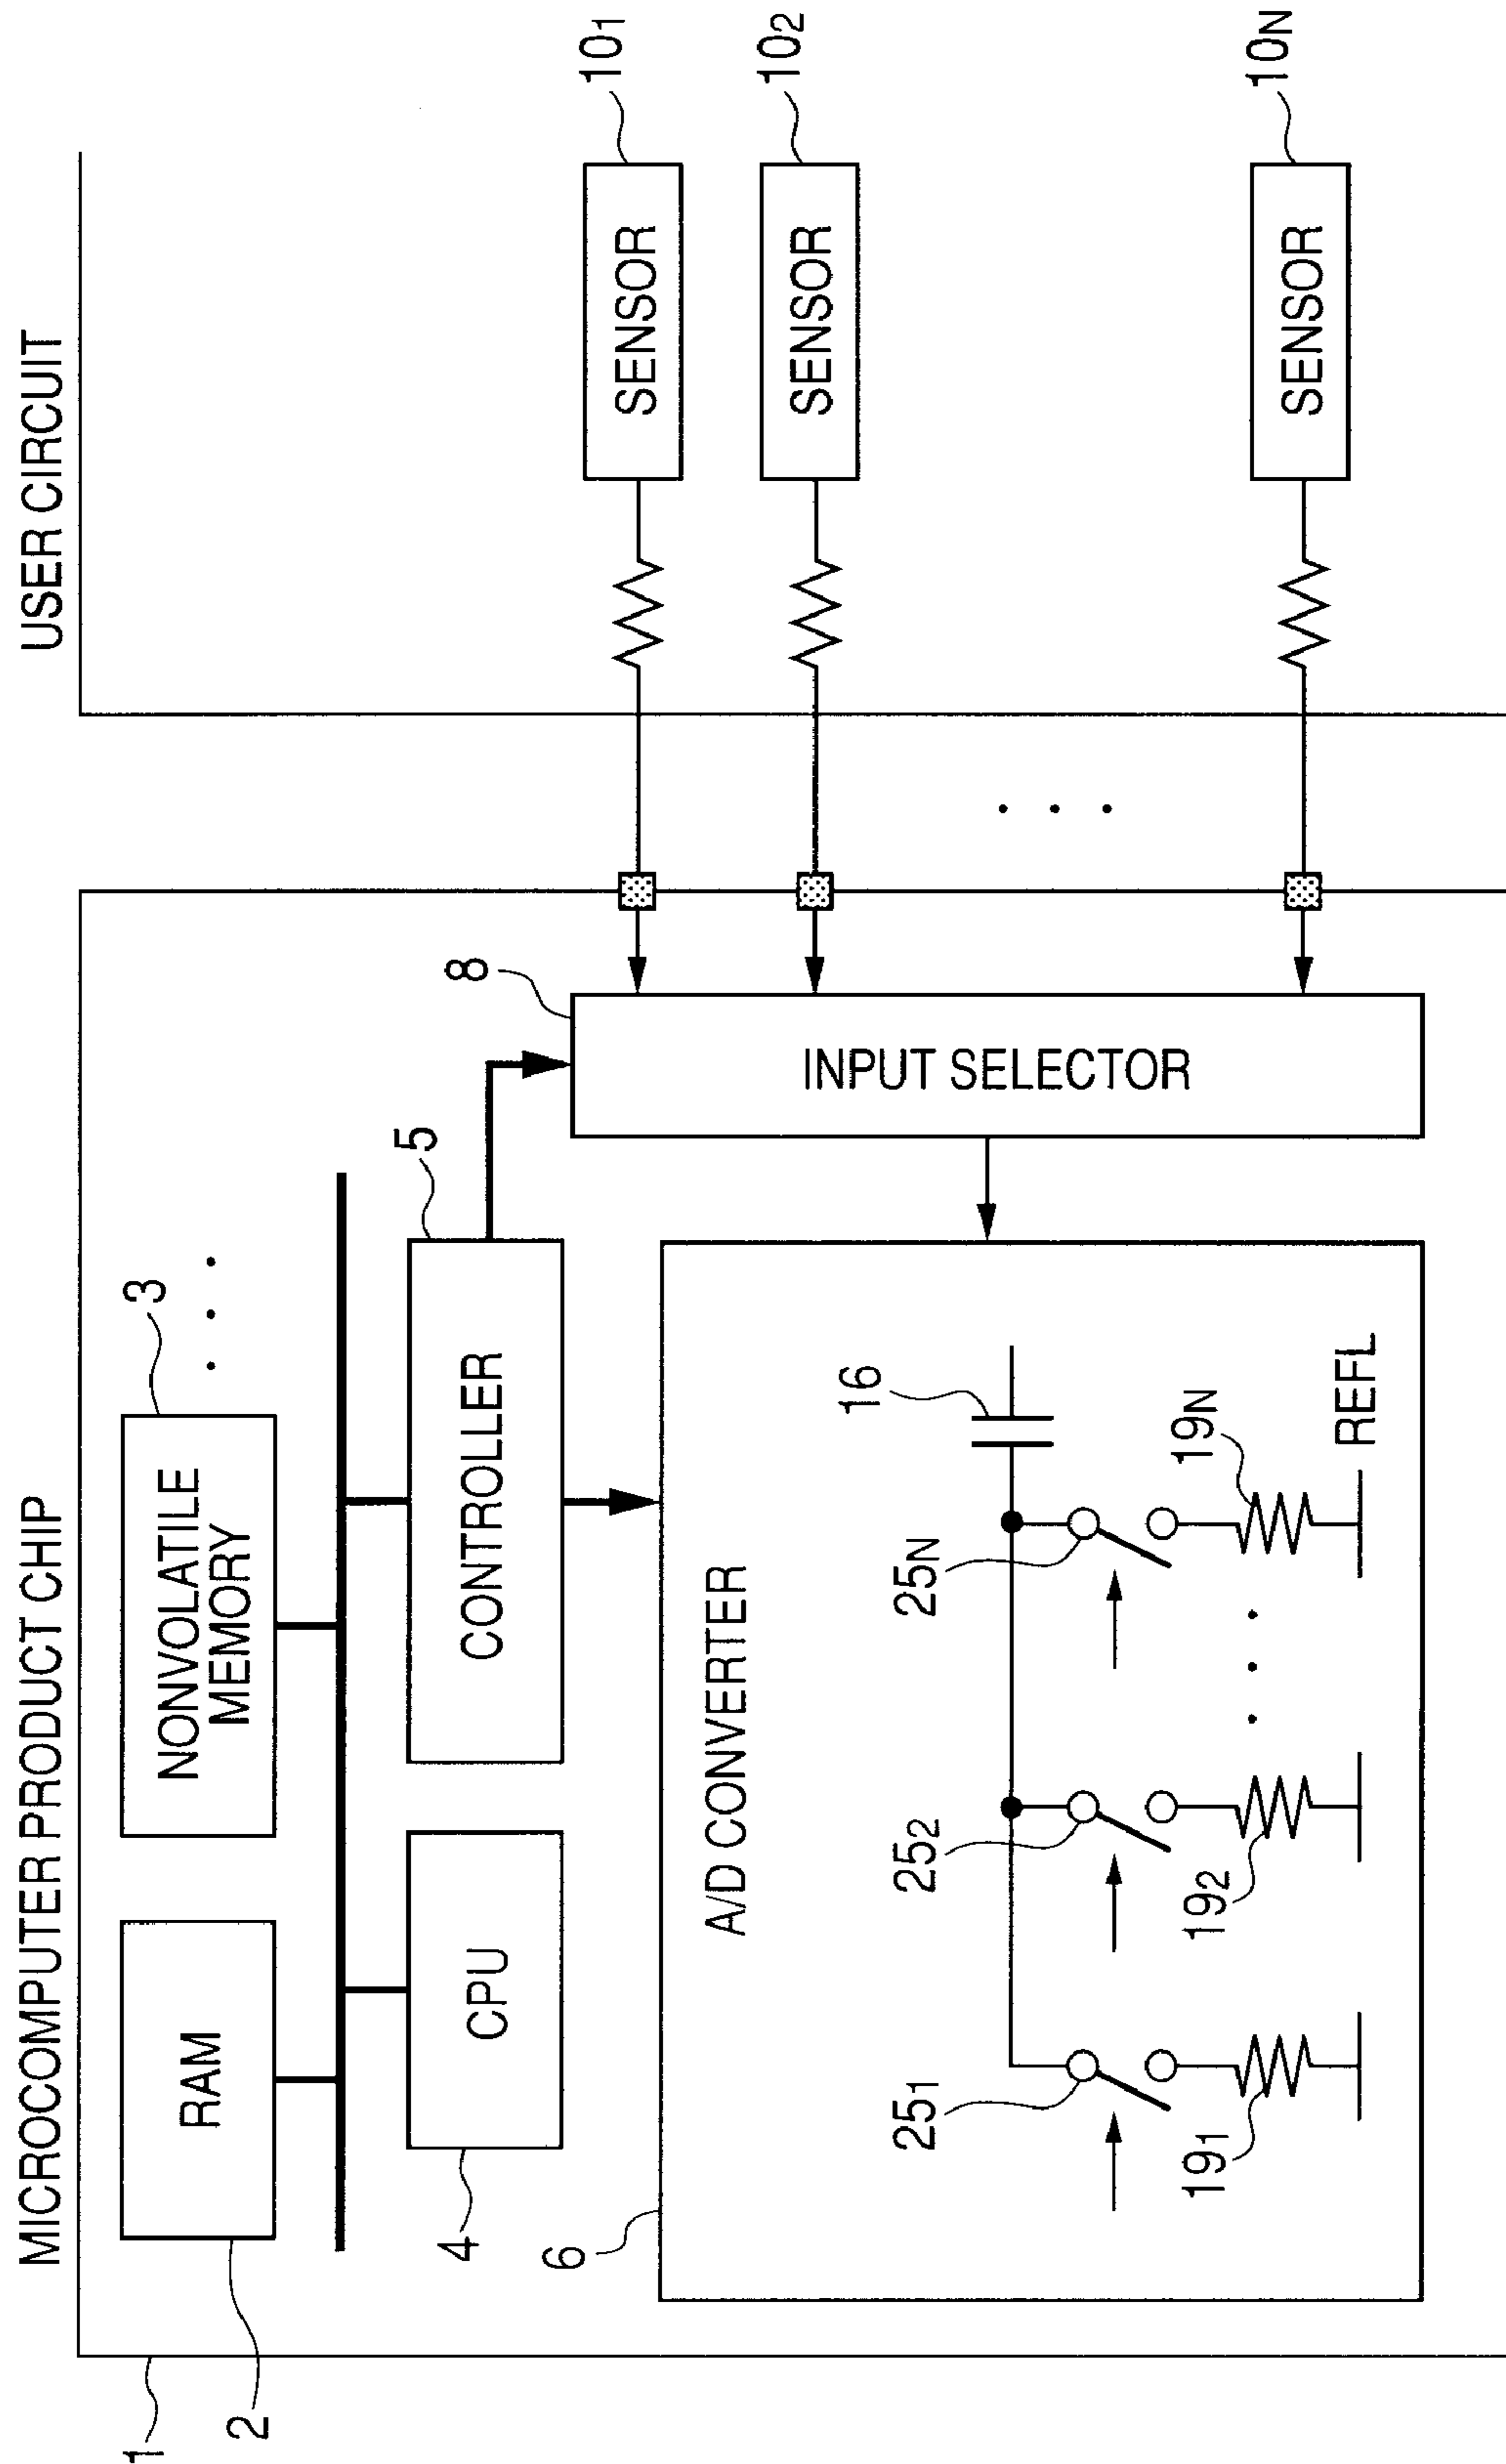 MICROCOMPUTER PRODUCT CHIP
USER CIRCUIT
1
2
RAM
3
NONVOLATILE
MEMORY
. . .
4
CPU
5
CONTROLLER
8
INPUT SELECTOR
6
A/D CONVERTER
16
25₁
25₂
25N
19₁
19₂
. . .
19N
REFL
SENSOR
10₁
SENSOR
10₂
. . .
SENSOR
10N